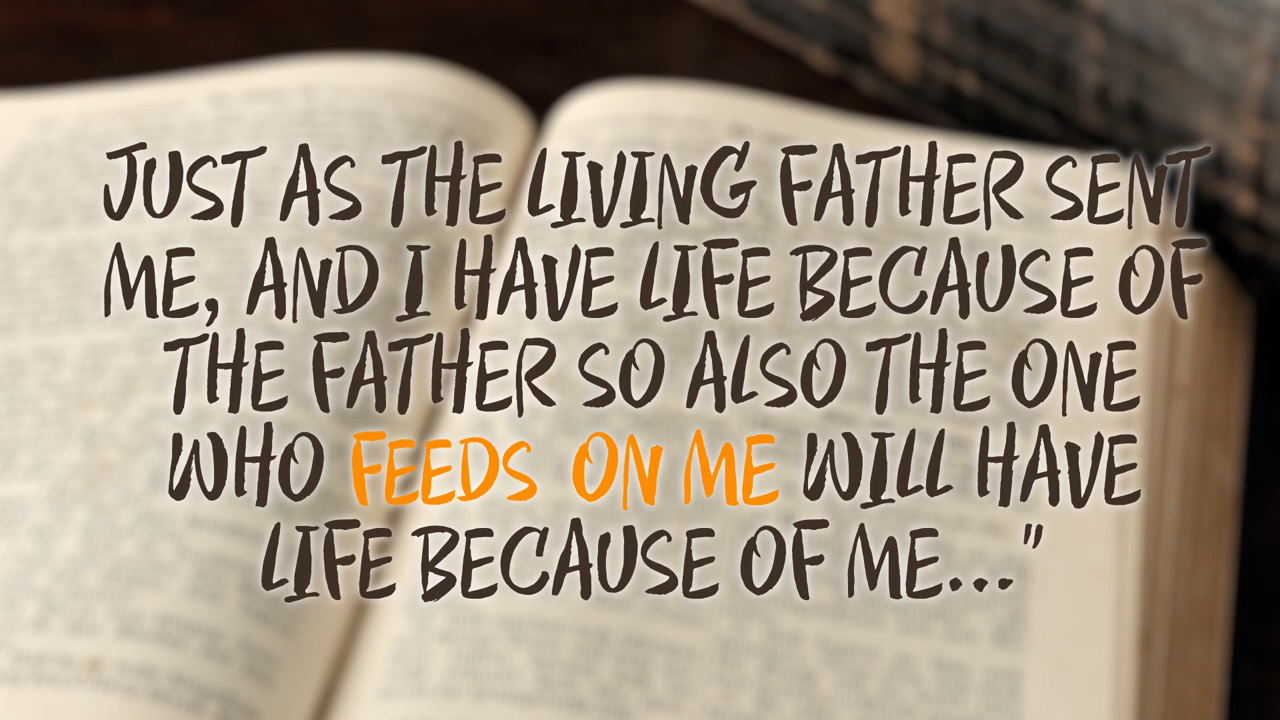 JUST AS THE LIVING FATHER SENT
ME, AND I HAVE LIFE BECAUSE OF
THE FATHER SO ALSO THE ONE
WHO FEEDS ON ME WILL HAVE
LIFE BECAUSE OF ME..."